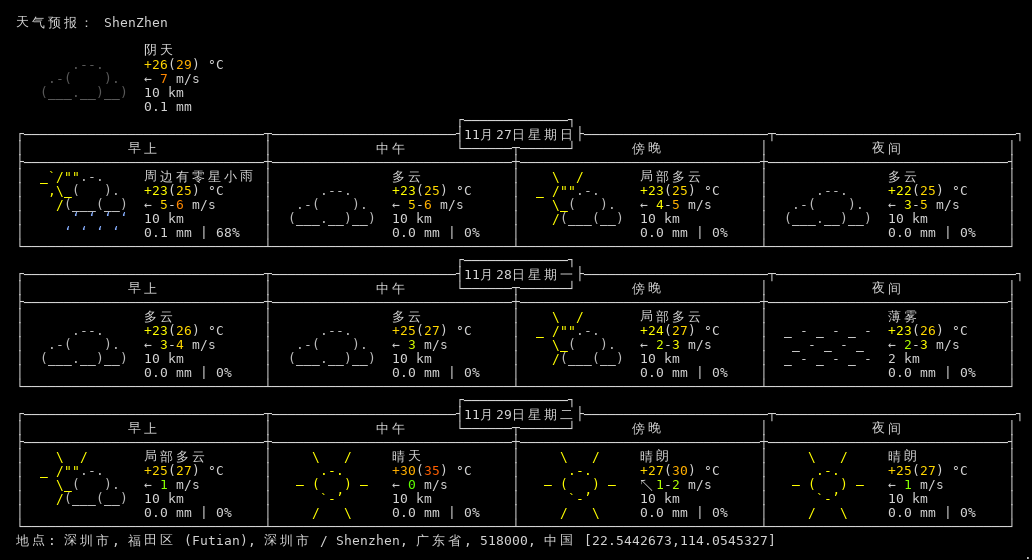 天气预报： ShenZhen
阴天
+26(29) °C
← 7 m/s
10 km
0.1 mm
11月27日星期日
早上 中午 傍晚 夜间
周边有零星小雨 多云 局部多云 多云
+23(25) °C +23(25) °C +23(25) °C +22(25) °C
← 5-6 m/s ← 5-6 m/s ← 4-5 m/s ← 3-5 m/s
10 km 10 km 10 km 10 km
0.1 mm | 68% 0.0 mm | 0% 0.0 mm | 0% 0.0 mm | 0%
11月28日星期一
早上 中午 傍晚 夜间
多云 多云 局部多云 薄雾
+23(26) °C +25(27) °C +24(27) °C +23(26) °C
← 3-4 m/s ← 3 m/s ← 2-3 m/s ← 2-3 m/s
10 km 10 km 10 km 2 km
0.0 mm | 0% 0.0 mm | 0% 0.0 mm | 0% 0.0 mm | 0%
11月29日星期二
早上 中午 傍晚 夜间
局部多云 晴天 晴朗 晴朗
+25(27) °C +30(35) °C +27(30) °C +25(27) °C
← 1 m/s ← 0 m/s ↖ 1-2 m/s ← 1 m/s
10 km 10 km 10 km 10 km
0.0 mm | 0% 0.0 mm | 0% 0.0 mm | 0% 0.0 mm | 0%
地点: 深圳市, 福田区 (Futian), 深圳市 / Shenzhen, 广东省, 518000, 中国 [22.5442673,114.0545327]